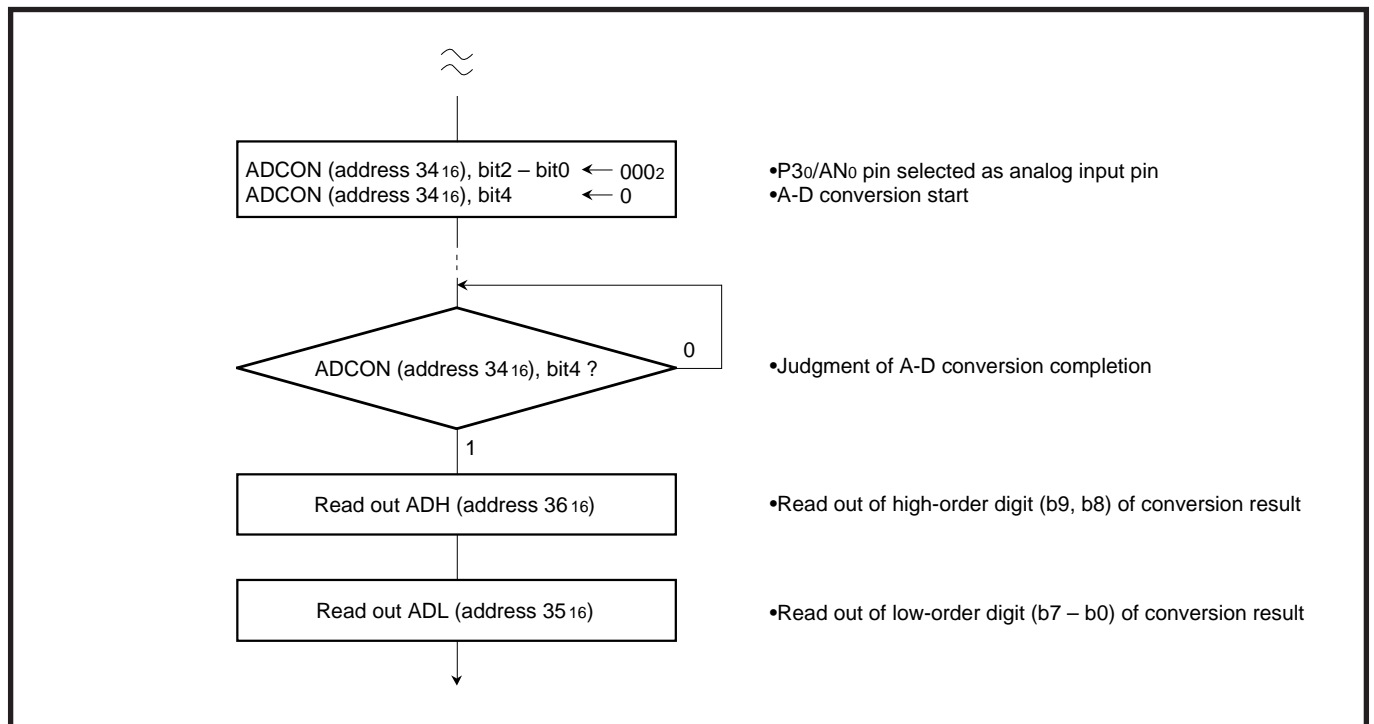 ADCON (address 34₁₆), bit2 – bit0 ← 000₂ •P3₀/AN₀ pin selected as analog input pin
ADCON (address 34₁₆), bit4 ← 0 •A-D conversion start
ADCON (address 34₁₆), bit4 ? 0 •Judgment of A-D conversion completion
1
Read out ADH (address 36₁₆) •Read out of high-order digit (b9, b8) of conversion result
Read out ADL (address 35₁₆) •Read out of low-order digit (b7 – b0) of conversion result